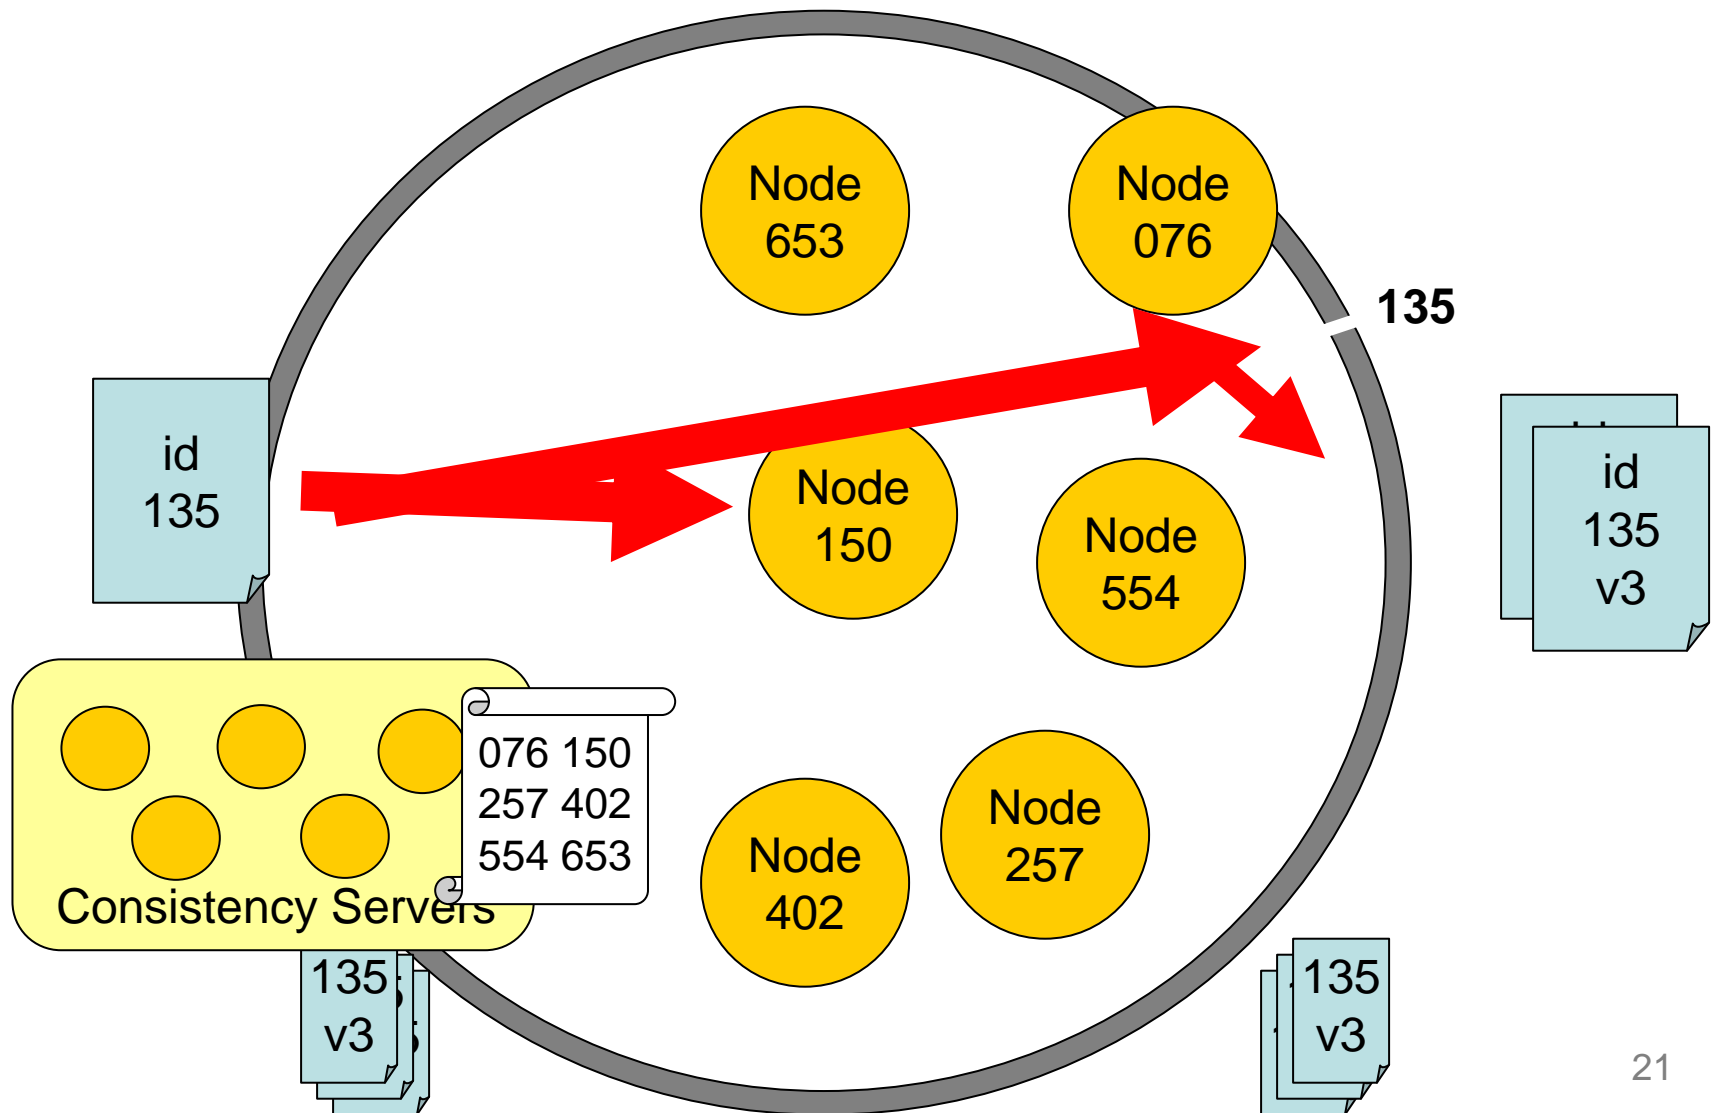 Node
653
Node
076
135
id
135
Node
150
Node
554
id
135
v3
076 150
257 402
554 653
Consistency Servers
Node
402
Node
257
135
v3
135
v3
21